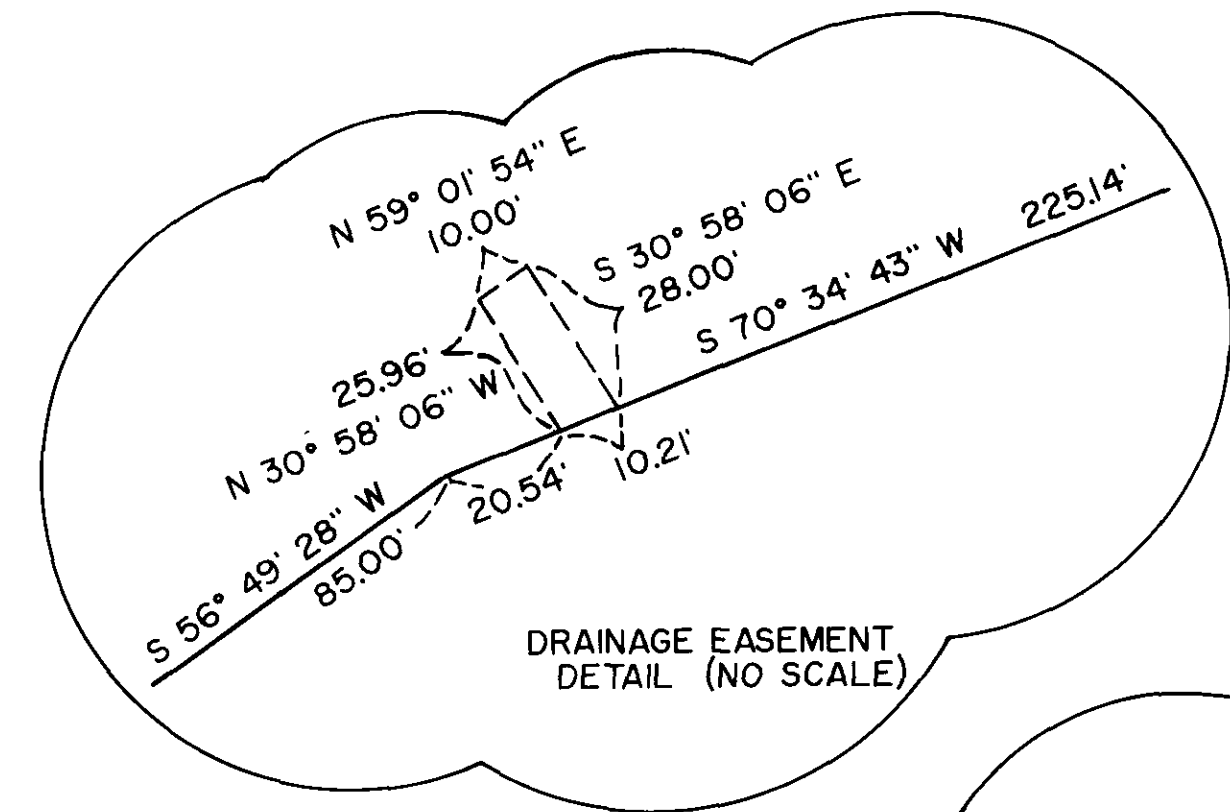 N 59° 01' 54" E
10.00'
S 30° 58' 06" E
28.00'
S 70° 34' 43" W
225.14'
25.96'
N 30° 58' 06" W
S 56° 49' 28" W
85.00'
20.54'
10.21'
DRAINAGE EASEMENT
DETAIL (NO SCALE)